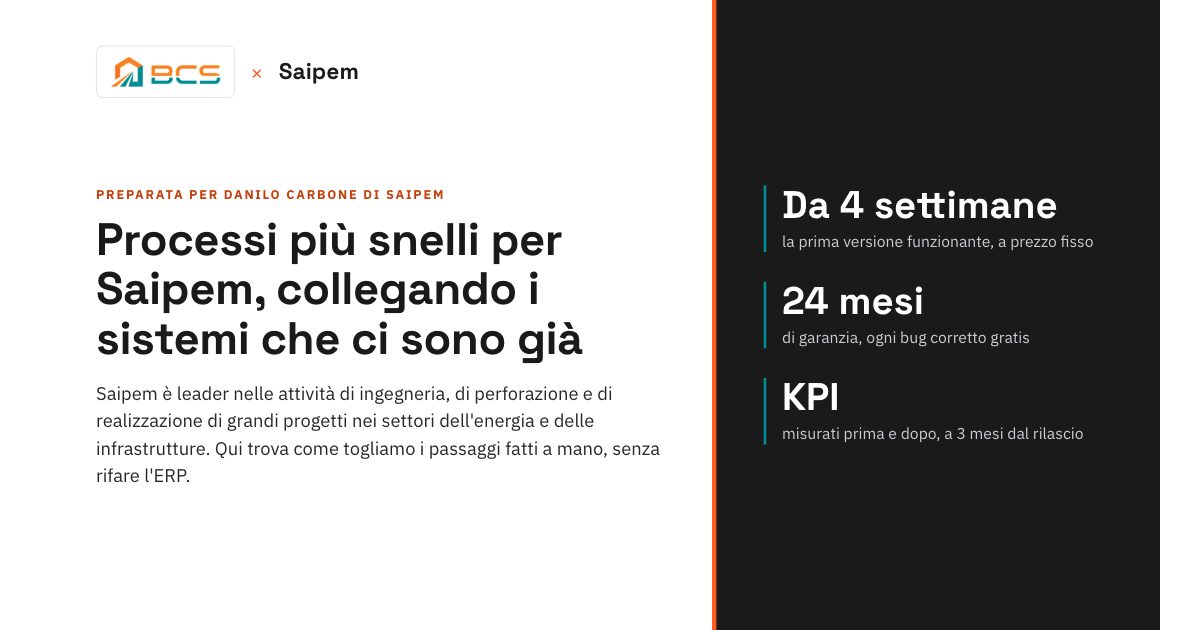 BCS × Saipem
PREPARATA PER DANILO CARBONE DI SAIPEM
Processi più snelli per
Saipem, collegando i
sistemi che ci sono già
Saipem è leader nelle attività di ingegneria, di perforazione e di
realizzazione di grandi progetti nei settori dell'energia e delle
infrastrutture. Qui trova come togliamo i passaggi fatti a mano, senza
rifare l'ERP.
Da 4 settimane
la prima versione funzionante, a prezzo fisso
24 mesi
di garanzia, ogni bug corretto gratis
KPI
misurati prima e dopo, a 3 mesi dal rilascio